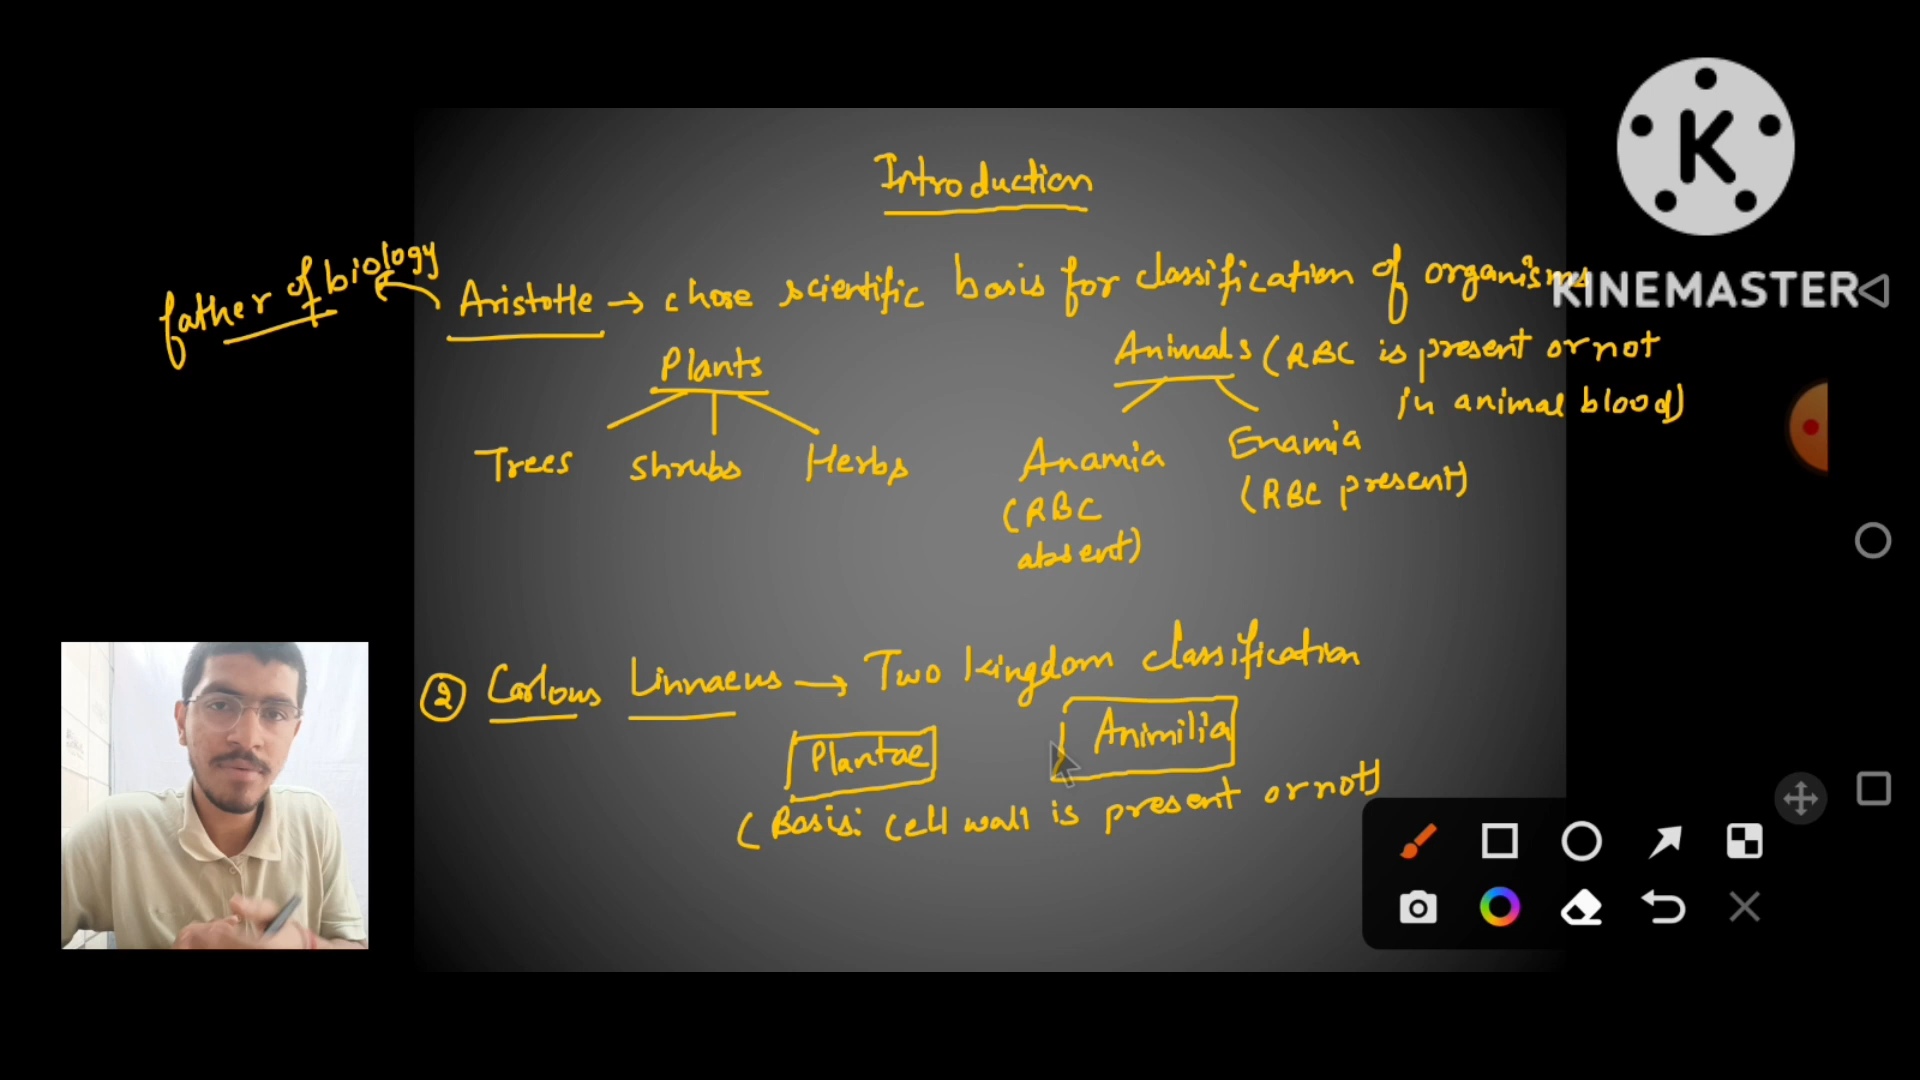 Introduction
father of biology
Aristotle → chose scientific basis for classification of organisms
Plants
Trees shrubs Herbs
Animals (RBC is present or not
in animal blood)
Anamia Enamia
(RBC
absent)
(RBC present)
② Carlous Linnaeus → Two kingdom classification
Plantae Animilia
(Basis: cell wall is present or not)
K
KINEMASTER